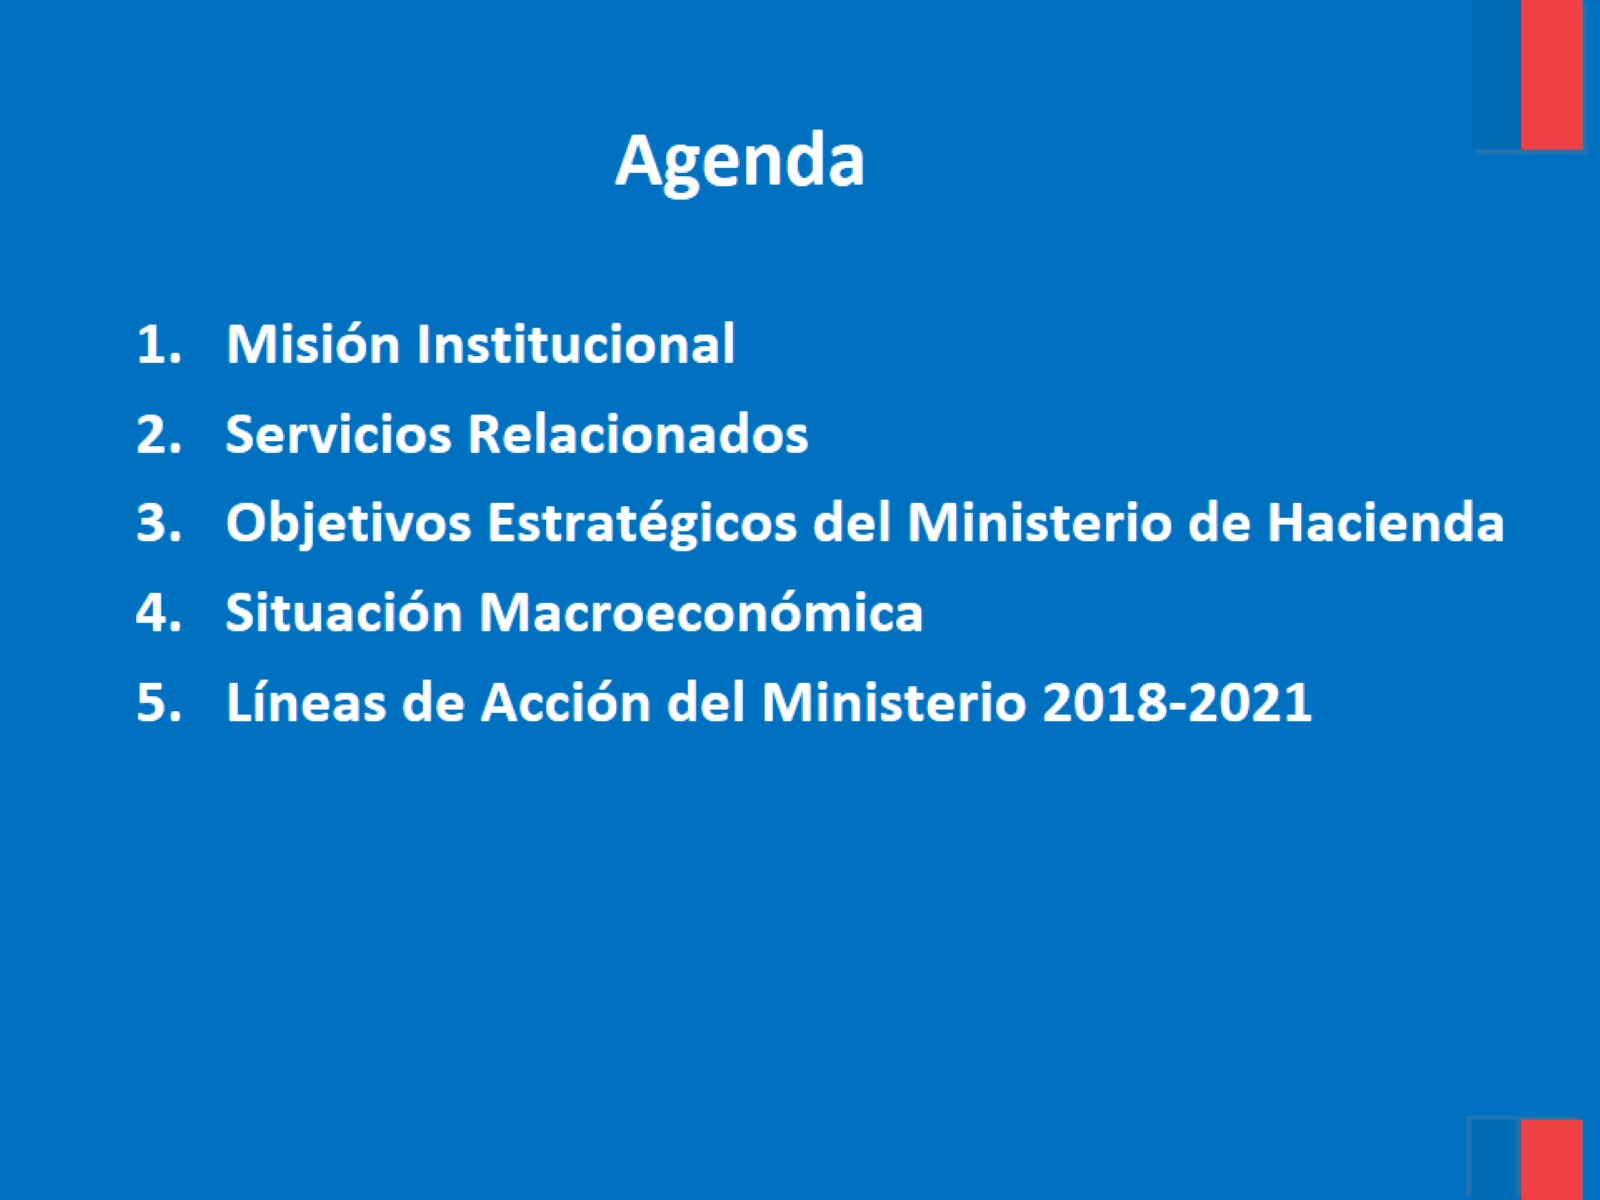 Agenda
1. Misión Institucional
2. Servicios Relacionados
3. Objetivos Estratégicos del Ministerio de Hacienda
4. Situación Macroeconómica
5. Líneas de Acción del Ministerio 2018-2021